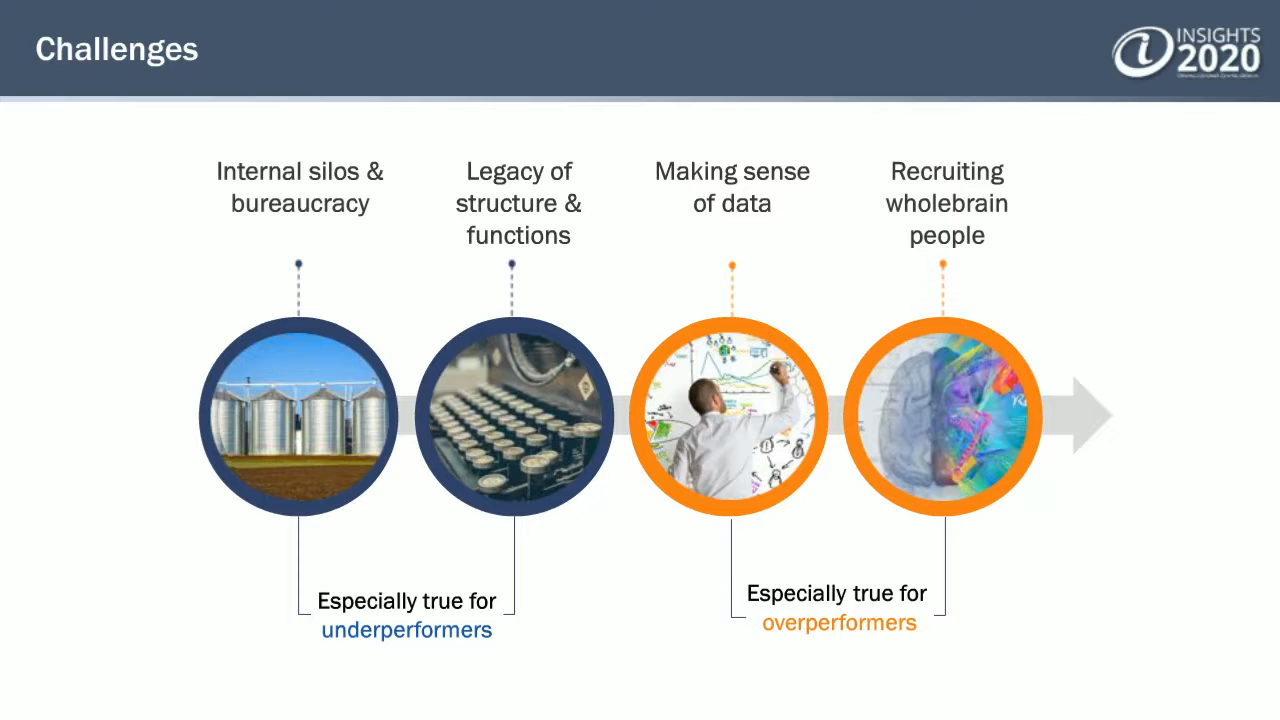 Challenges
INSIGHTS
2020
Internal silos &
bureaucracy
Legacy of
structure &
functions
Making sense
of data
Recruiting
wholebrain
people
Especially true for
underperformers
Especially true for
overperformers